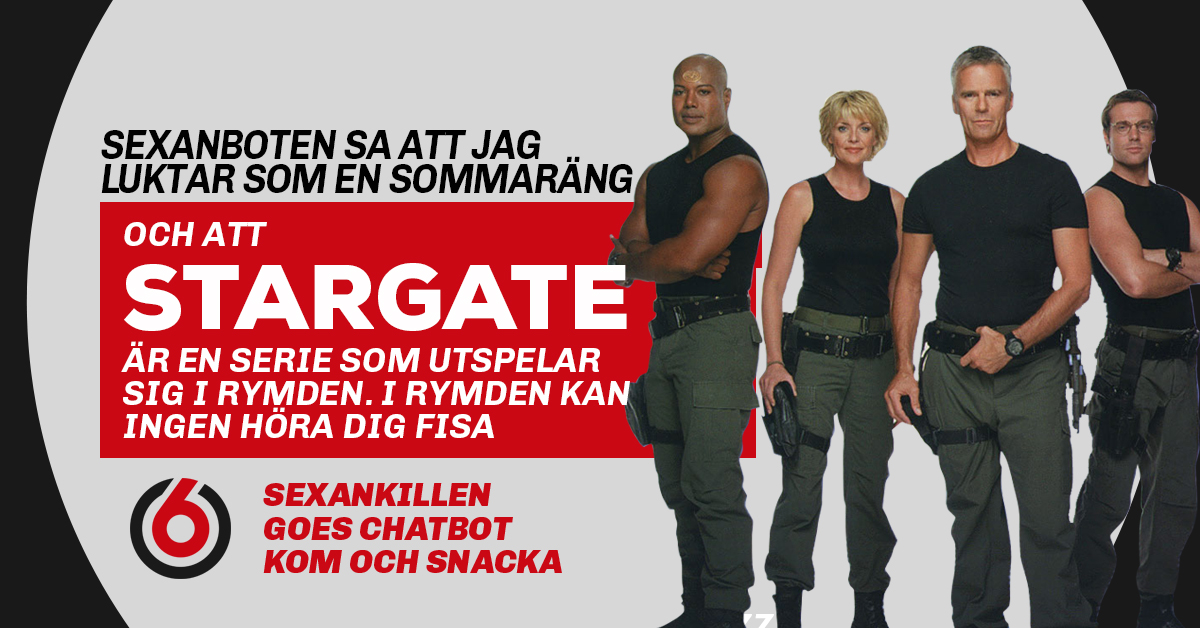 SEXANBOTEN SA ATT JAG
LUKTAR SOM EN SOMMARÄNG
OCH ATT
STARGATE
ÄR EN SERIE SOM UTSPELAR
SIG I RYMDEN. I RYMDEN KAN
INGEN HÖRA DIG FISA
6
SEXANKILLEN
GOES CHATBOT
KOM OCH SNACKA